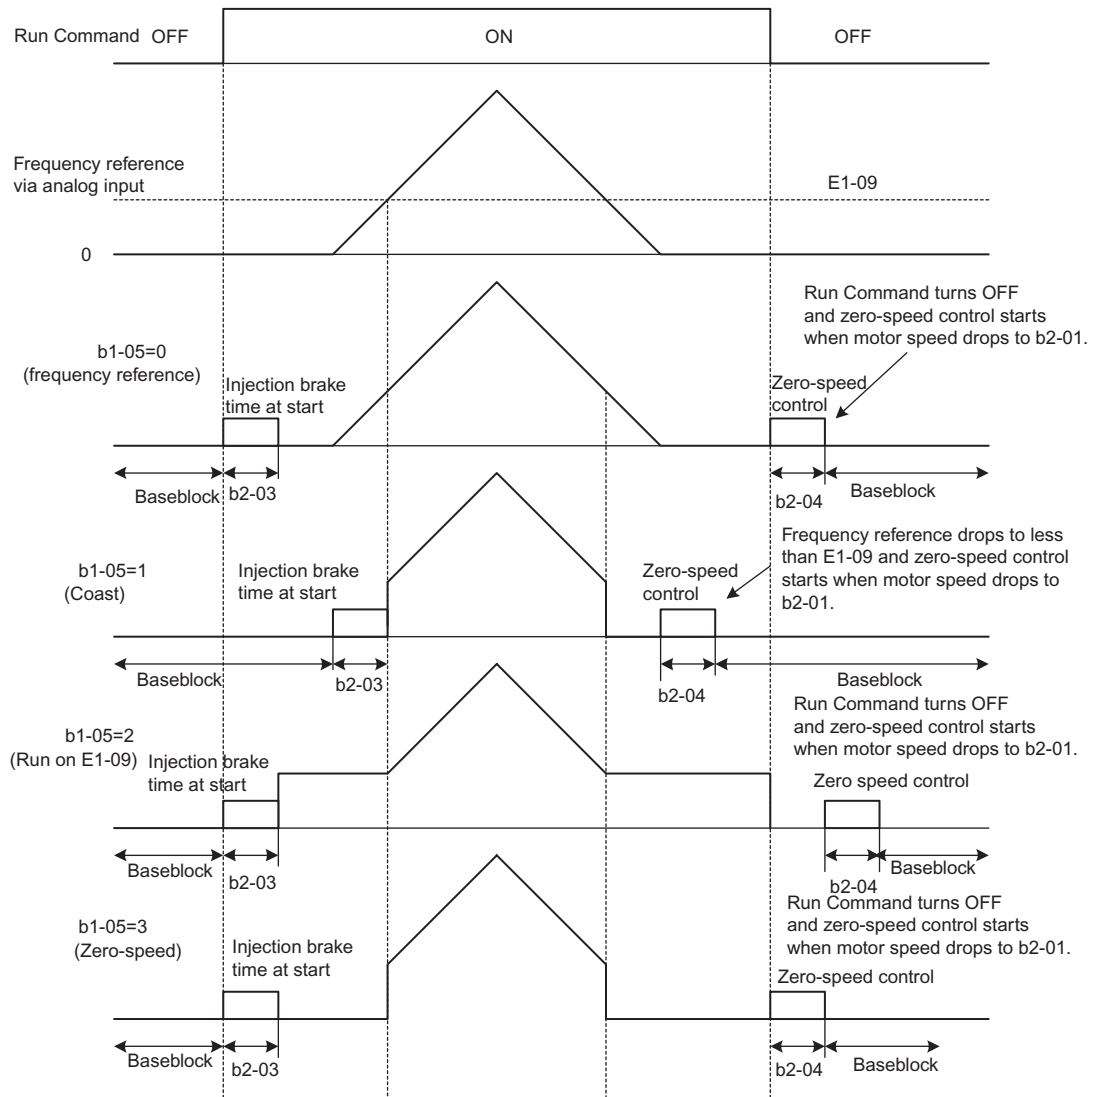 Run Command OFF
ON
OFF
Frequency reference
via analog input
E1-09
0
Run Command turns OFF
and zero-speed control starts
when motor speed drops to b2-01.
b1-05=0
(frequency reference)
Injection brake
time at start
Zero-speed
control
Baseblock
b2-03
b2-04
Baseblock
Frequency reference drops to less
than E1-09 and zero-speed control
starts when motor speed drops to
b2-01.
b1-05=1
(Coast)
Injection brake
time at start
Zero-speed
control
Baseblock
b2-03
b2-04
Baseblock
Run Command turns OFF
and zero-speed control starts
when motor speed drops to b2-01.
b1-05=2
(Run on E1-09)
Injection brake
time at start
Zero speed control
Baseblock
b2-03
b2-04
Baseblock
Run Command turns OFF
and zero-speed control starts
when motor speed drops to b2-01.
b1-05=3
(Zero-speed)
Injection brake
time at start
Zero-speed control
Baseblock
b2-03
b2-04
Baseblock